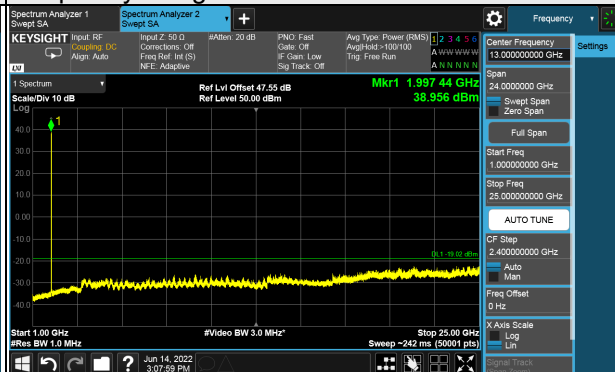 Spectrum Analyzer 1
Swept SA
Spectrum Analyzer 2
Swept SA
Frequency
KEYSIGHT
Input: RF
Coupling: DC
Align: Auto
Input Z: 50 Ω
Corrections: Off
Freq Ref: Int (S)
NFE: Adaptive
#Atten: 20 dB
PNO: Fast
Gate: Off
IF Gain: Low
Sig Track: Off
Avg Type: Power (RMS)
Avg|Hold:>100/100
Trig: Free Run
1 2 3 4 5 6
A W W W W W
A N N N N N
LXI
1 Spectrum
Scale/Div 10 dB
Log
Ref Lvl Offset 47.55 dB
Ref Level 50.00 dBm
Mkr1 1.997 44 GHz
38.956 dBm
1
40.0
30.0
20.0
10.0
0.00
-10.0
-20.0
-30.0
-40.0
DL1 -19.02 dBm
Start 1.00 GHz
#Res BW 1.0 MHz
#Video BW 3.0 MHz*
Stop 25.00 GHz
Sweep ~242 ms (50001 pts)
Jun 14, 2022
3:07:59 PM
Center Frequency
13.000000000 GHz
Settings
Span
24.0000000 GHz
Swept Span
Zero Span
Full Span
Start Freq
1.000000000 GHz
Stop Freq
25.000000000 GHz
AUTO TUNE
CF Step
2.400000000 GHz
Auto
Man
Freq Offset
0 Hz
X Axis Scale
Log
Lin
Signal Track